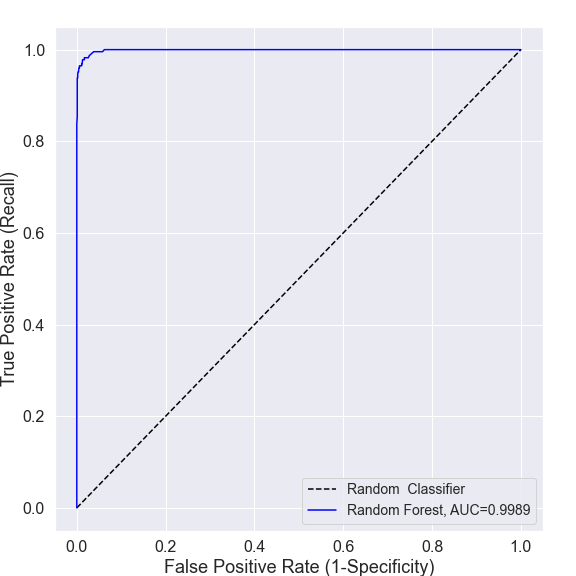 1.0
0.8
0.6
0.4
0.2
0.0
True Positive Rate (Recall)
Random  Classifier
Random Forest, AUC=0.9989
0.0 0.2 0.4 0.6 0.8 1.0
False Positive Rate (1-Specificity)